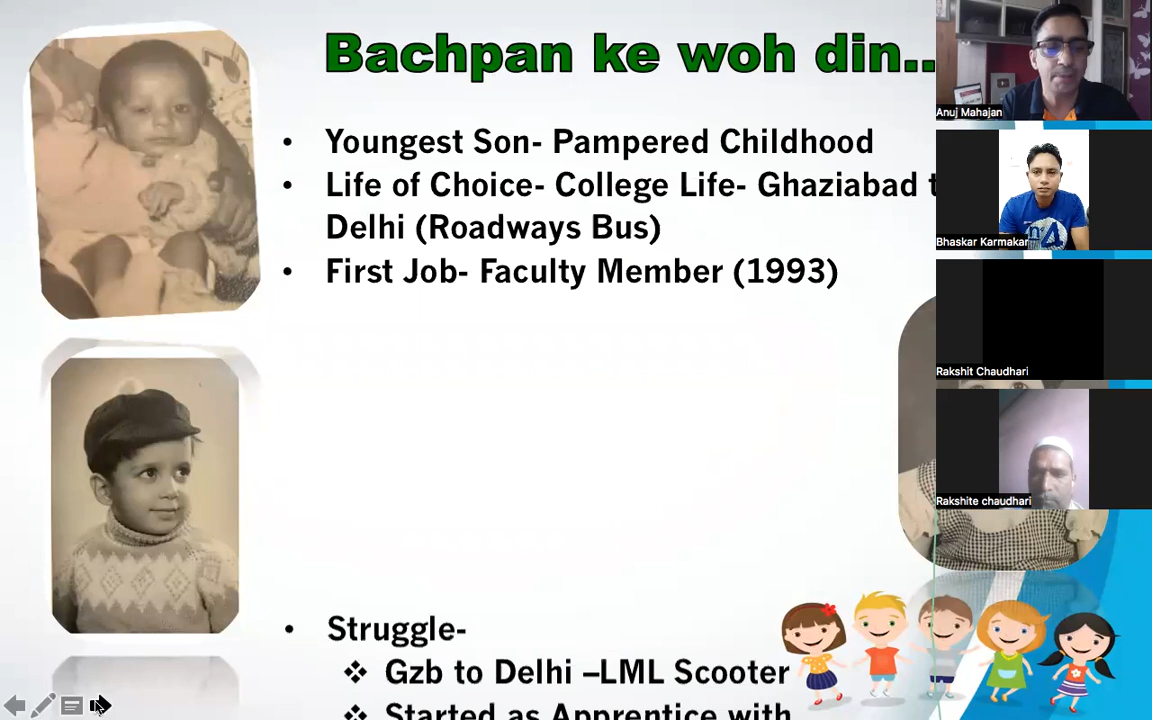 Bachpan ke woh din..
• Youngest Son- Pampered Childhood
• Life of Choice- College Life- Ghaziabad
Delhi (Roadways Bus)
• First Job- Faculty Member (1993)
• Struggle-
❖ Gzb to Delhi –LML Scooter
❖ Started as Apprentice with
Anuj Mahajan
Bhaskar Karmakar
Rakshit Chaudhari
Rakshite chaudhari